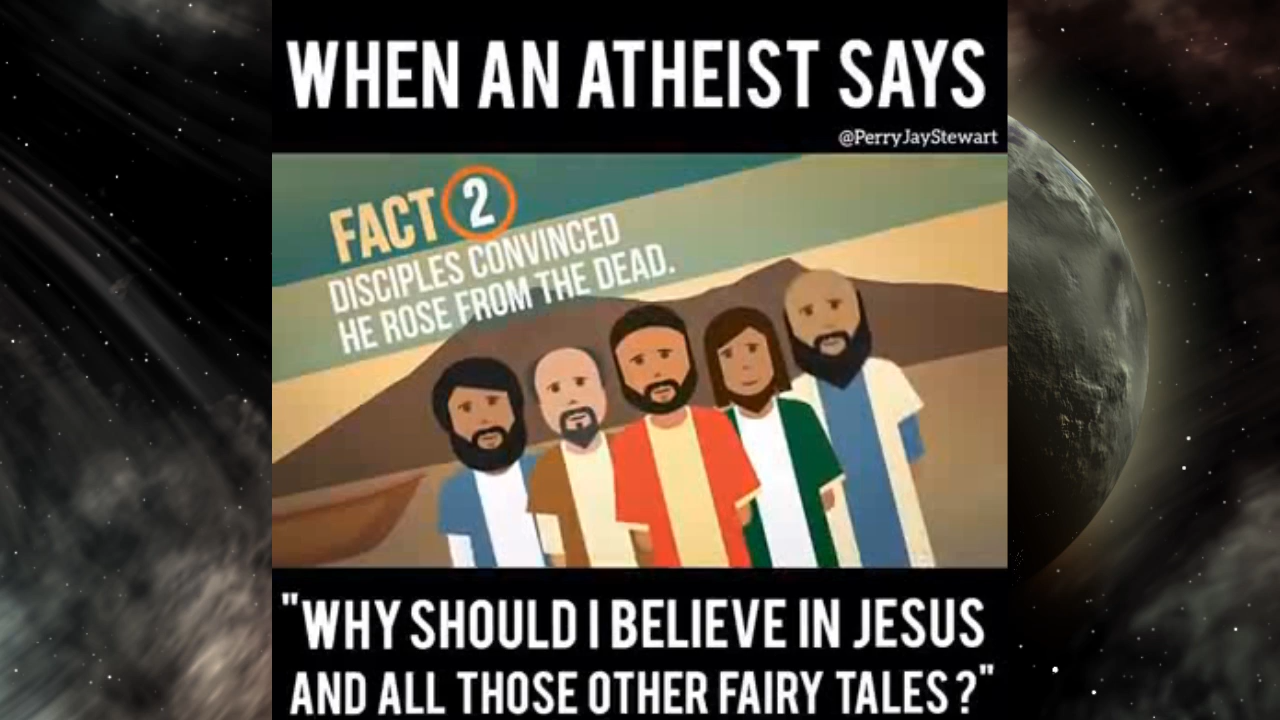 WHEN AN ATHEIST SAYS
@PerryJayStewart
FACT 2
DISCIPLES CONVINCED
HE ROSE FROM THE DEAD.
"WHY SHOULD I BELIEVE IN JESUS
AND ALL THOSE OTHER FAIRY TALES?"